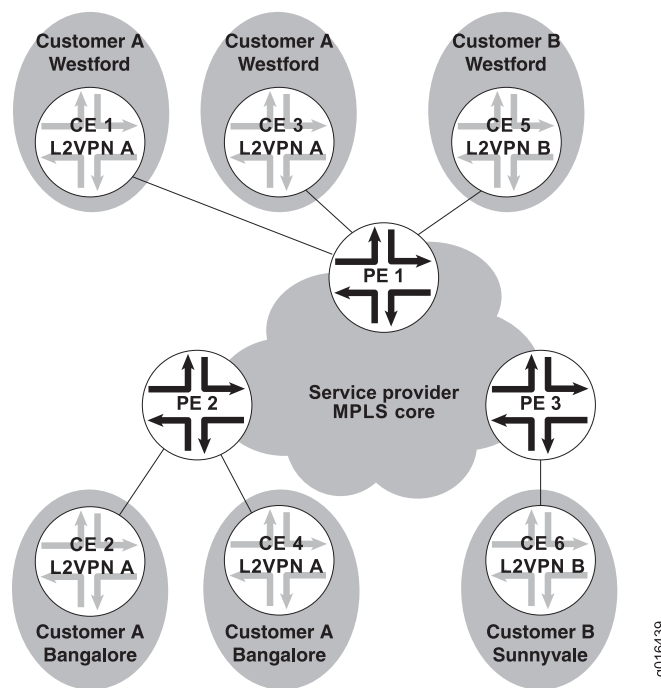 Customer A
Westford
CE 1
L2VPN A
Customer A
Westford
CE 3
L2VPN A
Customer B
Westford
CE 5
L2VPN B
PE 1
PE 2
Service provider
MPLS core
PE 3
CE 2
L2VPN A
Customer A
Bangalore
CE 4
L2VPN A
Customer A
Bangalore
CE 6
L2VPN B
Customer B
Sunnyvale
g016439